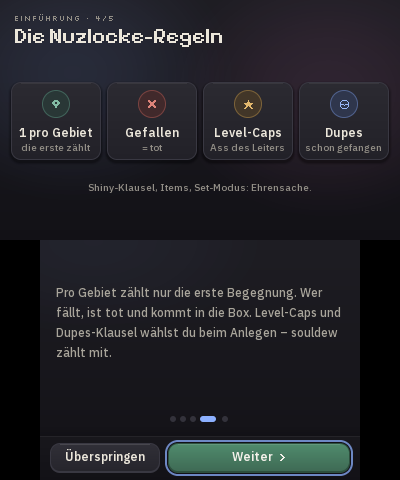 EINFÜHRUNG · 4/5
Die Nuzlocke-Regeln
1 pro Gebiet
die erste zählt
Gefallen
= tot
Level-Caps
Ass des Leiters
Dupes
schon gefangen
Shiny-Klausel, Items, Set-Modus: Ehrensache.
Pro Gebiet zählt nur die erste Begegnung. Wer
fällt, ist tot und kommt in die Box. Level-Caps und
Dupes-Klausel wählst du beim Anlegen – souldew
zählt mit.
Überspringen
Weiter